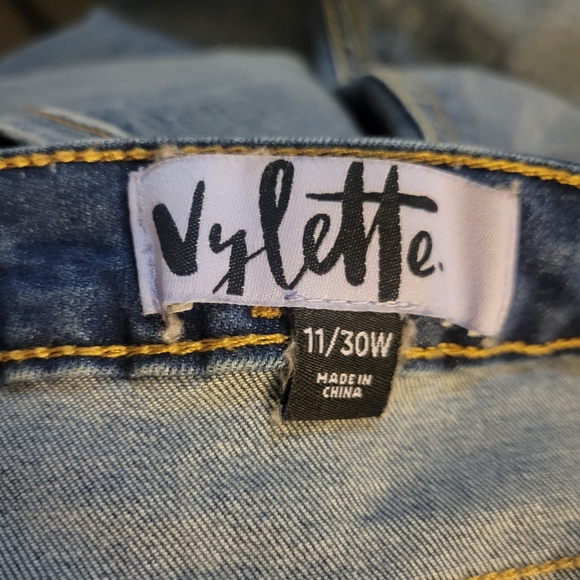 Vylette.
11/30W
MADE IN
CHINA